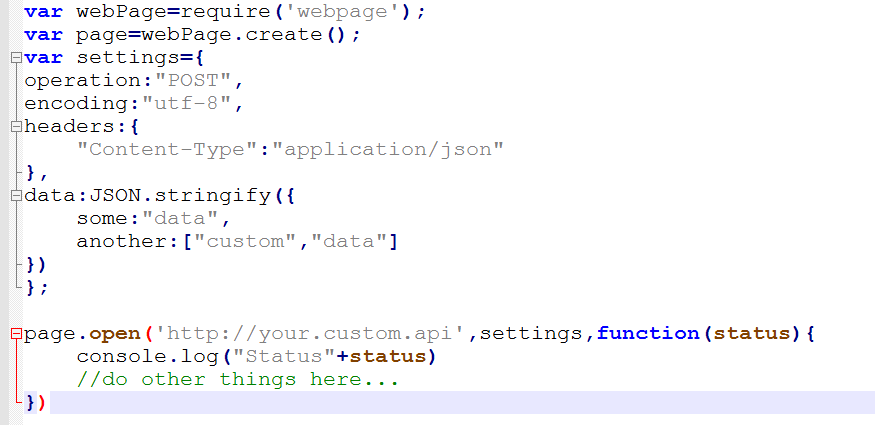 var webPage=require('webpage');
var page=webPage.create();
var settings={
operation:"POST",
encoding:"utf-8",
headers:{
    "Content-Type":"application/json"
},
data:JSON.stringify({
    some:"data",
    another:["custom","data"]
})
};

page.open('http://your.custom.api',settings,function(status){
    console.log("Status"+status)
    //do other things here...
})